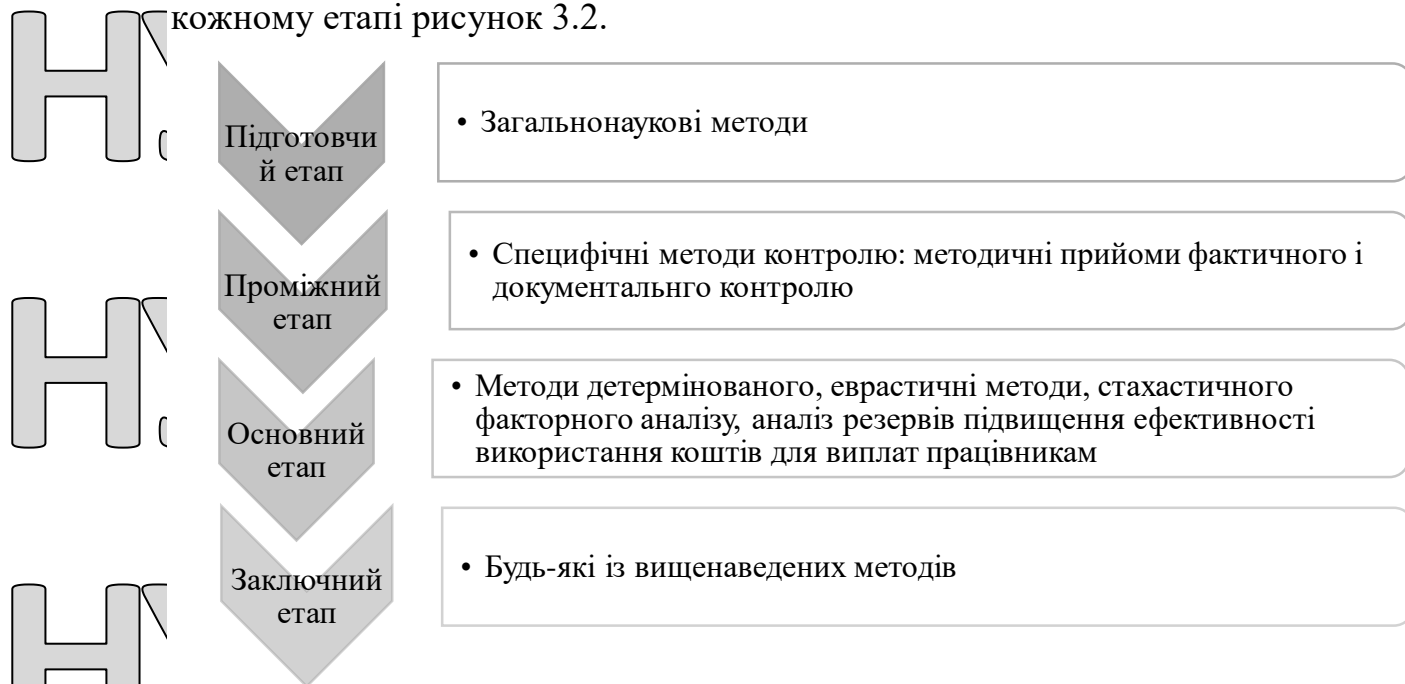 кожному етапі рисунок 3.2.
Підготовчи
й етап
• Загальнонаукові методи
Проміжний
етап
• Специфічні методи контролю: методичні прийоми фактичного і
документальнго контролю
Основний
етап
• Методи детермінованого, еврастичні методи, стахастичного
факторного аналізу, аналіз резервів підвищення ефективності
використання коштів для виплат працівникам
Заключний
етап
• Будь-які із вищенаведених методів
Н
Н
Н